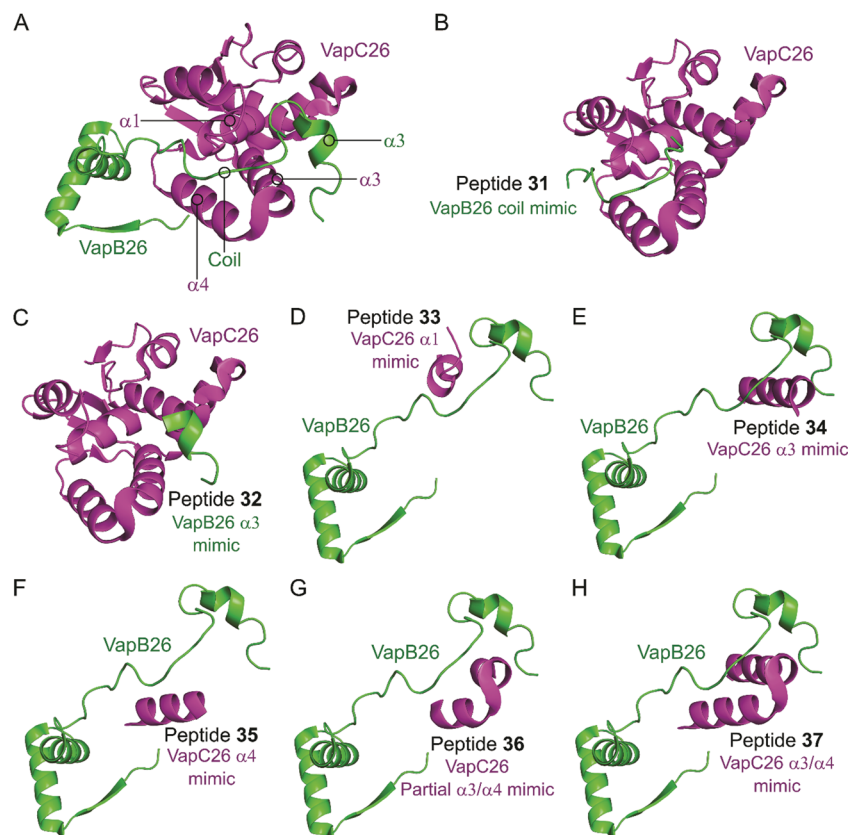 A
VapC26
α1
α3
α3
VapB26
Coil
α4
B
VapC26
Peptide 31
VapB26 coil mimic
C
VapC26
Peptide 32
VapB26 α3
mimic
D
Peptide 33
VapC26 α1
mimic
VapB26
E
VapB26
Peptide 34
VapC26 α3 mimic
F
VapB26
Peptide 35
VapC26 α4
mimic
G
VapB26
Peptide 36
VapC26
Partial α3/α4 mimic
H
VapB26
Peptide 37
VapC26 α3/α4
mimic